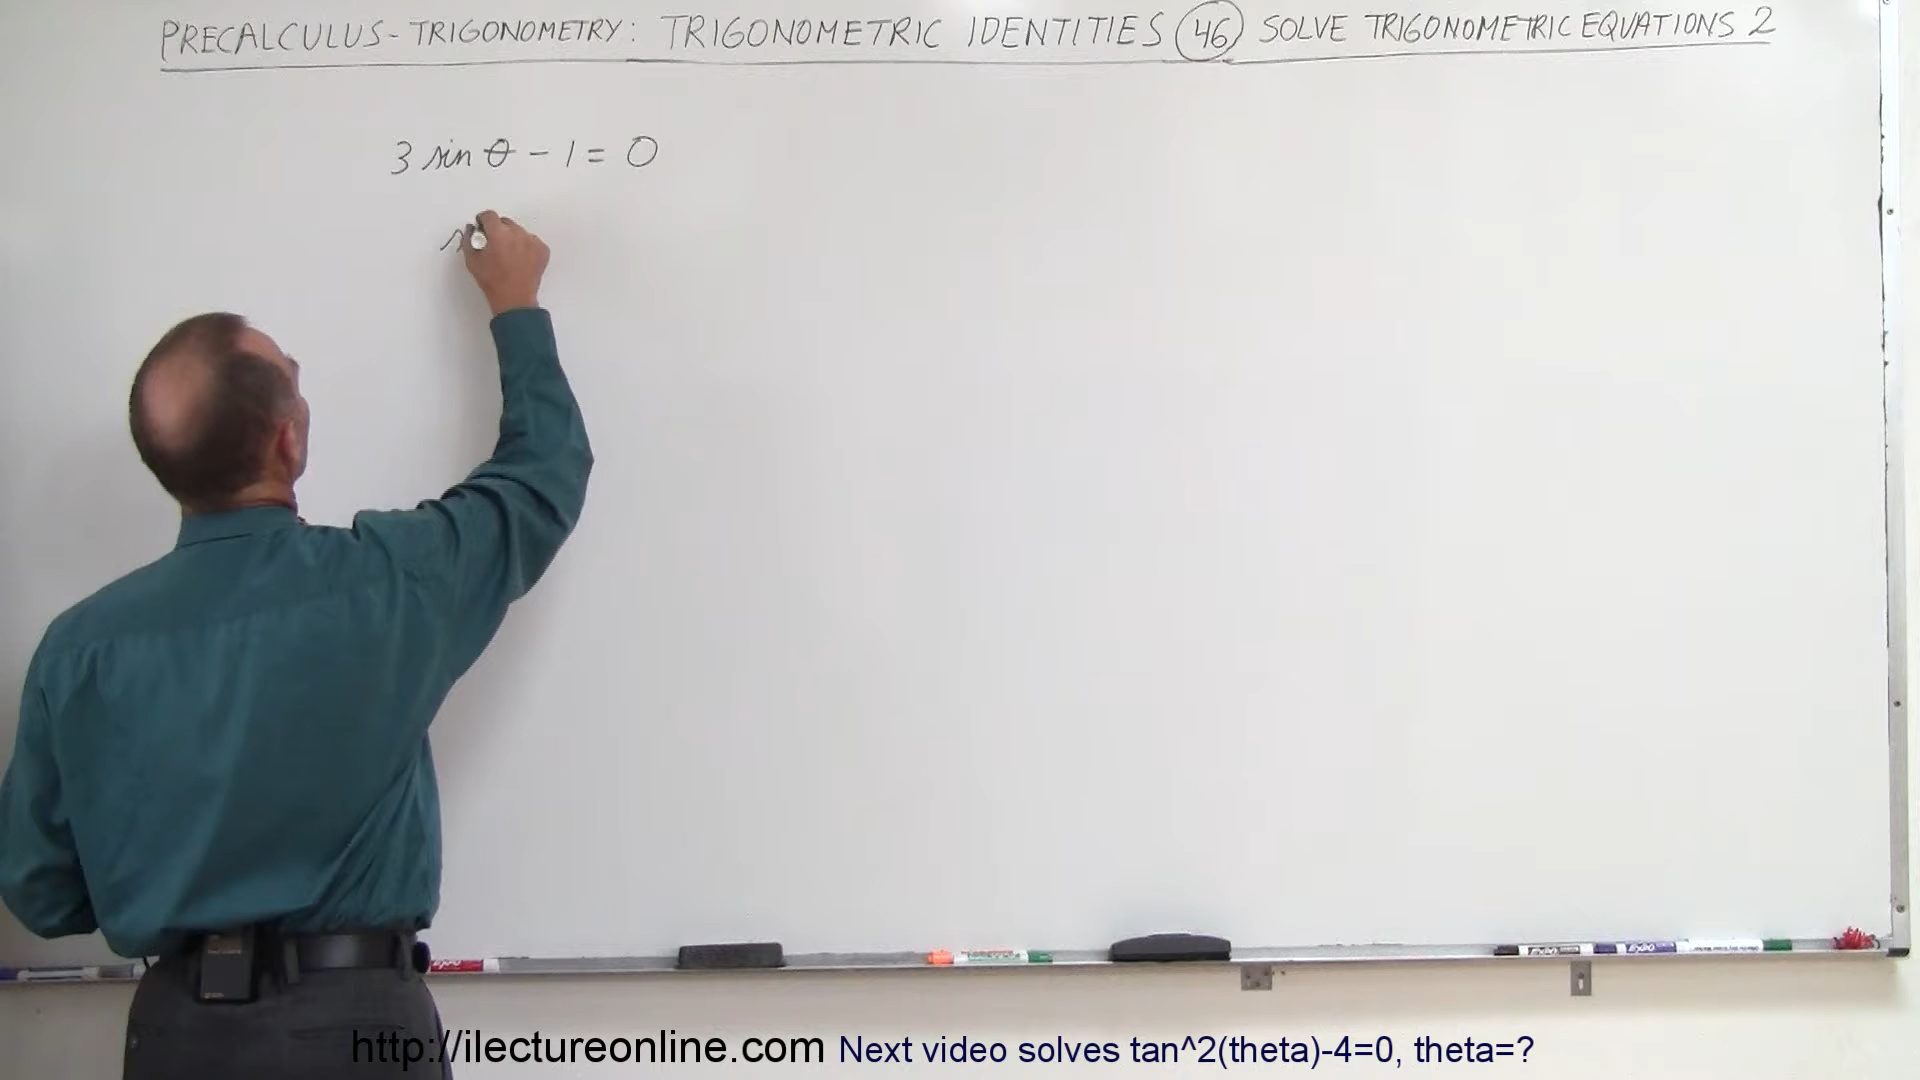 PRECALCULUS - TRIGONOMETRY: TRIGONOMETRIC IDENTITIES 46 SOLVE TRIGONOMETRIC EQUATIONS 2
3 sin θ - 1 = 0
http://ilectureonline.com Next video solves tan^2(theta)-4=0, theta=?